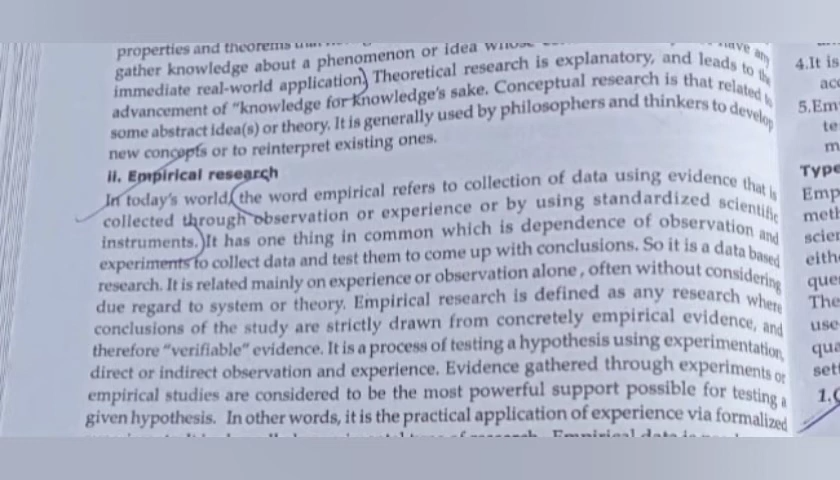 properties and theorems
gather knowledge about a phenomenon or idea whose have any
immediate real-world application. Theoretical research is explanatory, and leads to the
advancement of "knowledge for knowledge's sake. Conceptual research is that related to
some abstract idea(s) or theory. It is generally used by philosophers and thinkers to develop
new concepts or to reinterpret existing ones.
ii. Empirical research
In today's world, the word empirical refers to collection of data using evidence that is
collected through observation or experience or by using standardized scientific
instruments. It has one thing in common which is dependence of observation and
experiments to collect data and test them to come up with conclusions. So it is a data based
research. It is related mainly on experience or observation alone, often without considering
due regard to system or theory. Empirical research is defined as any research where
conclusions of the study are strictly drawn from concretely empirical evidence, and
therefore "verifiable" evidence. It is a process of testing a hypothesis using experimentation,
direct or indirect observation and experience. Evidence gathered through experiments or
empirical studies are considered to be the most powerful support possible for testing a
given hypothesis. In other words, it is the practical application of experience via formalized
Empirical data is
4.It is
5.Em
Type
Emp
meth
scien
eith
que
The
use
qua
sett
1.